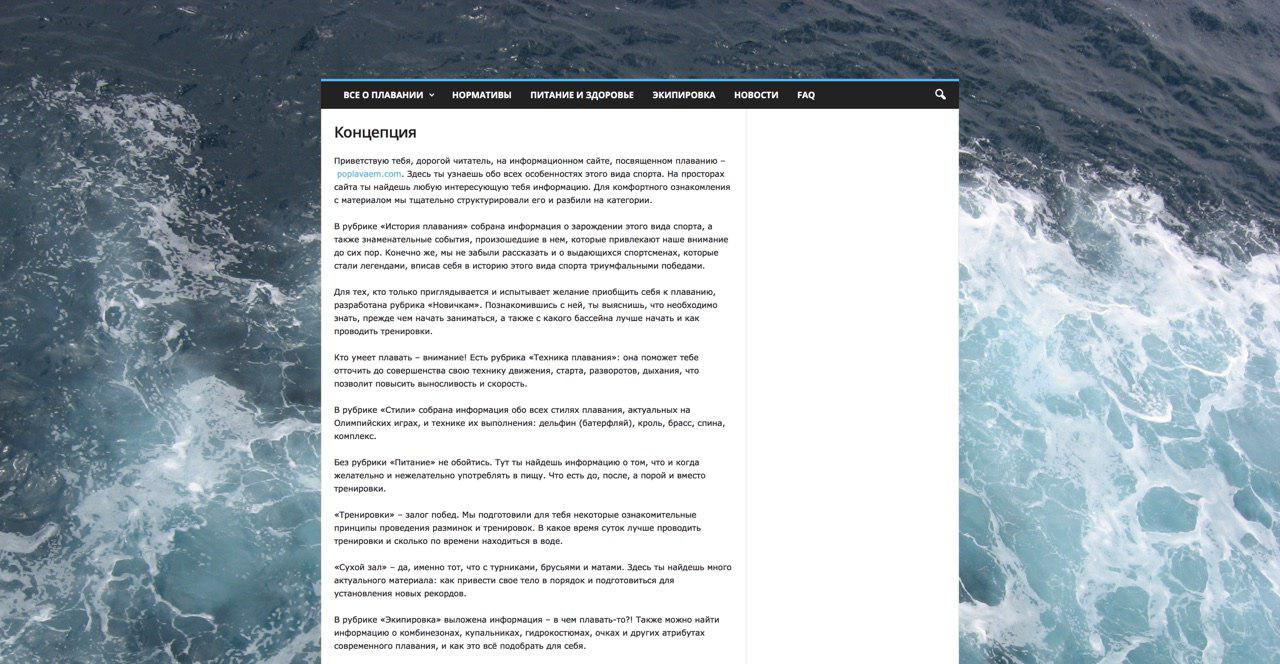 ВСЕ О ПЛАВАНИИ НОРМАТИВЫ ПИТАНИЕ И ЗДОРОВЬЕ ЭКИПИРОВКА НОВОСТИ FAQ
Концепция
Приветствую тебя, дорогой читатель, на информационном сайте, посвященном плаванию –
poplavaem.com. Здесь ты узнаешь обо всех особенностях этого вида спорта. На просторах
сайта ты найдешь любую интересующую тебя информацию. Для комфортного ознакомления
с материалом мы тщательно структурировали его и разбили на категории.
В рубрике «История плавания» собрана информация о зарождении этого вида спорта, а
также знаменательные события, произошедшие в нем, которые привлекают наше внимание
до сих пор. Конечно же, мы не забыли рассказать и о выдающихся спортсменах, которые
стали легендами, вписав себя в историю этого вида спорта триумфальными победами.
Для тех, кто только приглядывается и испытывает желание приобщить себя к плаванию,
разработана рубрика «Новичкам». Познакомившись с ней, ты выяснишь, что необходимо
знать, прежде чем начать заниматься, а также с какого бассейна лучше начать и как
проводить тренировки.
Кто умеет плавать – внимание! Есть рубрика «Техника плавания»: она поможет тебе
отточить до совершенства свою технику движения, старта, разворотов, дыхания, что
позволит повысить выносливость и скорость.
В рубрике «Стили» собрана информация обо всех стилях плавания, актуальных на
Олимпийских играх, и технике их выполнения: дельфин (батерфляй), кроль, брасс, спина,
комплекс.
Без рубрики «Питание» не обойтись. Тут ты найдешь информацию о том, что и когда
желательно и нежелательно употреблять в пищу. Что есть до, после, а порой и вместо
тренировки.
«Тренировки» – залог побед. Мы подготовили для тебя некоторые ознакомительные
принципы проведения разминок и тренировок. В какое время суток лучше проводить
тренировки и сколько по времени находиться в воде.
«Сухой зал» – да, именно тот, что с турниками, брусьями и матами. Здесь ты найдешь много
актуального материала: как привести свое тело в порядок и подготовиться для
установления новых рекордов.
В рубрике «Экипировка» выложена информация – в чем плавать-то?! Также можно найти
информацию о комбинезонах, купальниках, гидрокостюмах, очках и других атрибутах
современного плавания, и как это всё подобрать для себя.